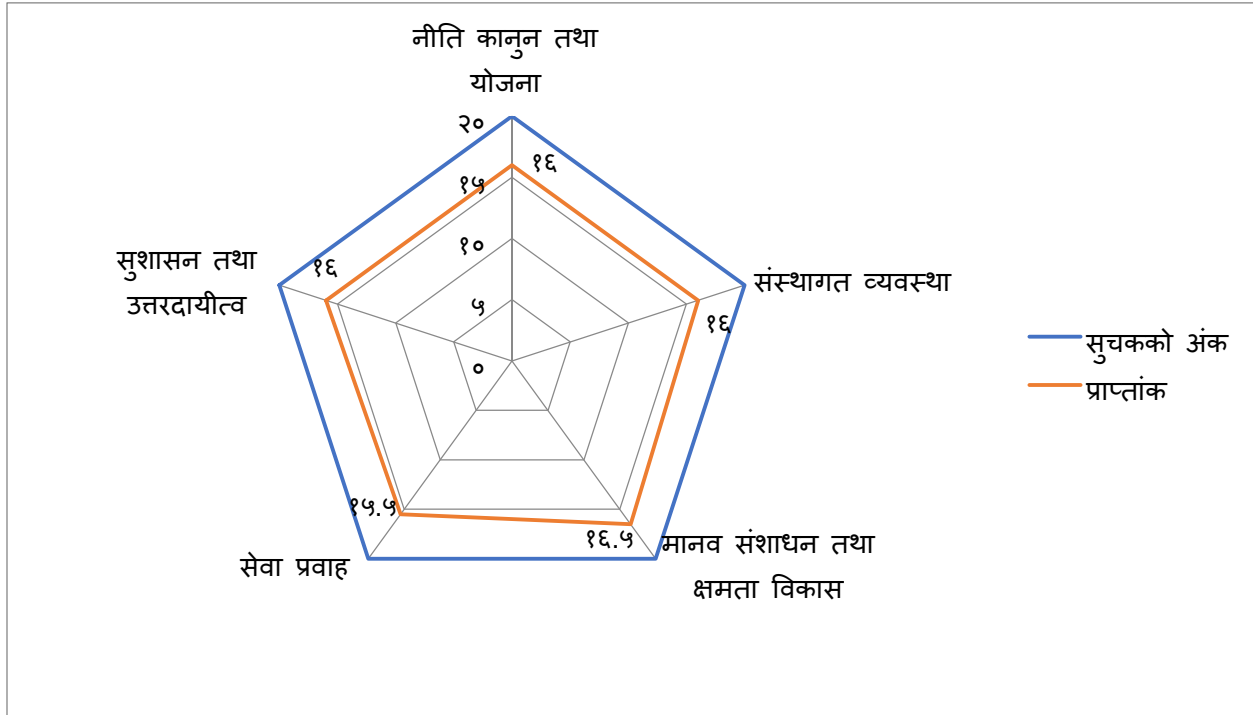 नीति कानुन तथा
योजना
२०
१६
१५
१०
५
०
सुशासन तथा
उत्तरदायीत्व
१६
संस्थागत व्यवस्था
१६
सुचकको अंक
प्राप्तांक
१५.५
सेवा प्रवाह
१६.५
मानव संशाधन तथा
क्षमता विकास